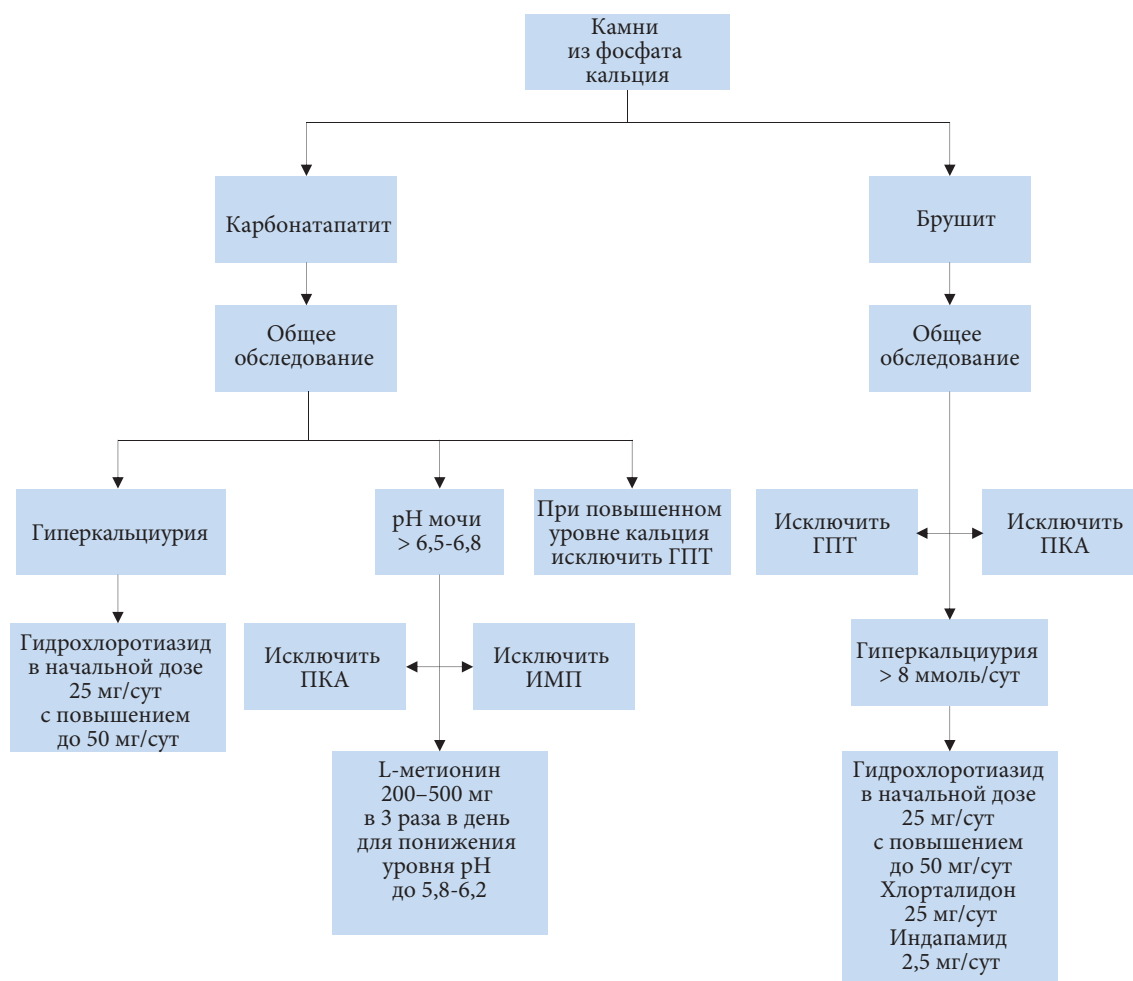 Камни
из фосфата
кальция
Карбонатапатит
Брушит
Общее
обследование
Общее
обследование
Гиперкальциурия
pH мочи
> 6,5-6,8
При повышенном
уровне кальция
исключить ГПТ
Исключить
ГПТ
Исключить
ПКА
Гидрохлоротиазид
в начальной дозе
25 мг/сут
с повышением
до 50 мг/сут
Исключить
ПКА
Исключить
ИМП
Гиперкальциурия
> 8 ммоль/сут
L-метионин
200–500 мг
в 3 раза в день
для понижения
уровня pH
до 5,8-6,2
Гидрохлоротиазид
в начальной дозе
25 мг/сут
с повышением
до 50 мг/сут
Хлорталидон
25 мг/сут
Индапамид
2,5 мг/сут